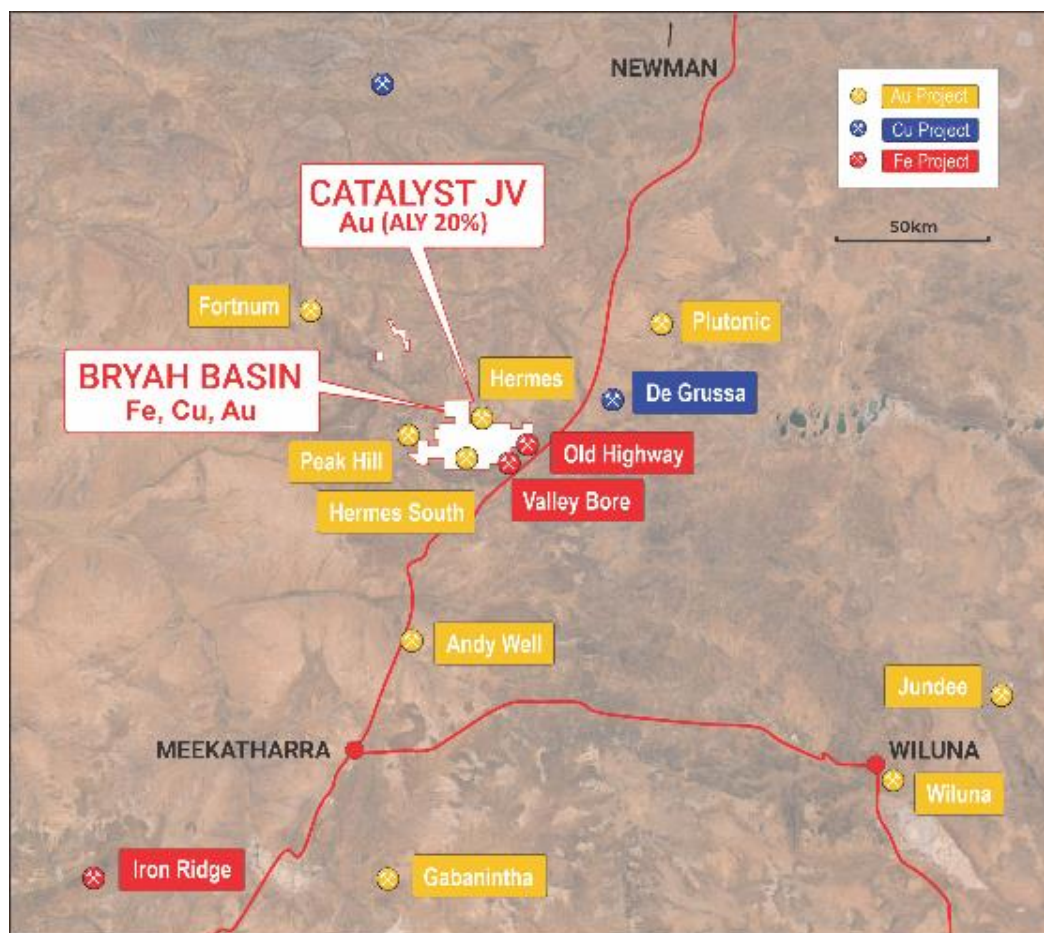 NEWMAN
Au Project
Cu Project
Fe Project
50km
CATALYST JV
Au (ALY 20%)
Fortnum
Plutonic
BRYAH BASIN
Fe, Cu, Au
Hermes
De Grussa
Peak Hill
Old Highway
Hermes South
Valley Bore
Andy Well
Jundee
MEEKATHARRA
WILUNA
Wiluna
Iron Ridge
Gabanintha